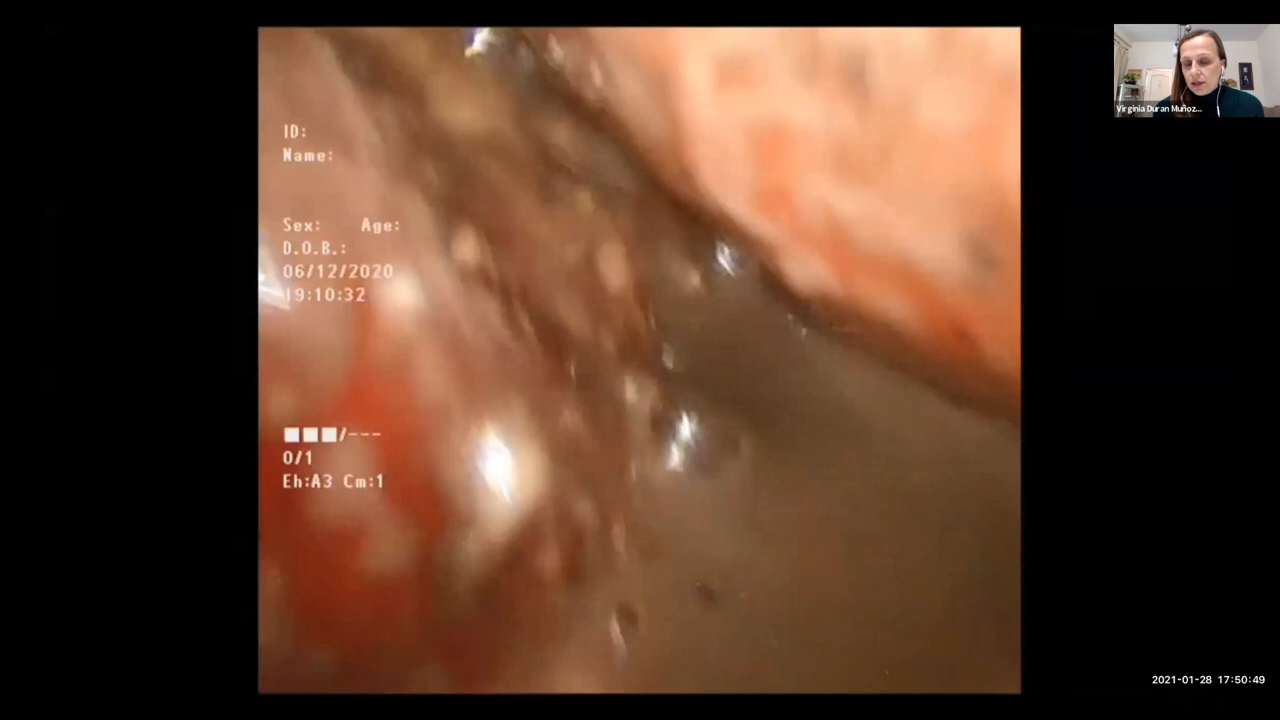 Virginia Duran Muñoz...
ID:
Name:
Sex: Age:
D.O.B.:
06/12/2020
19:10:32
■■■/---
0/1
Eh:A3 Cm:1
2021-01-28 17:50:49